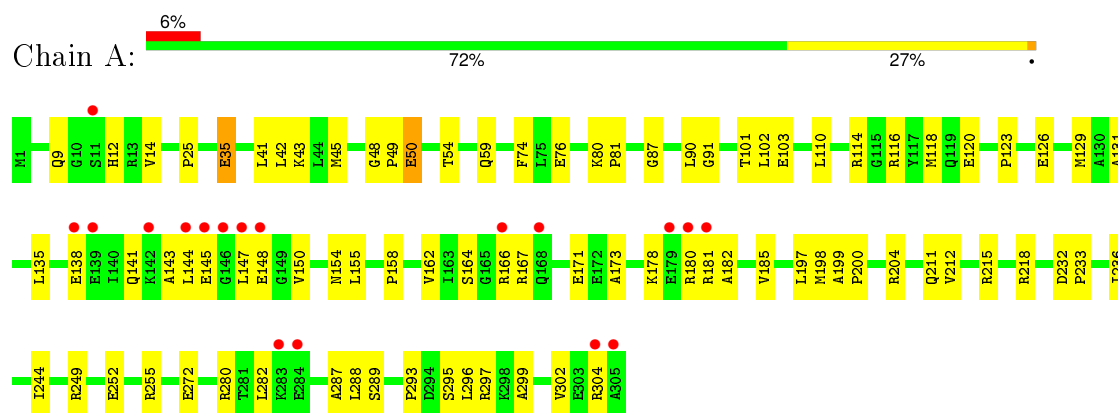 6%
Chain A:
72% 27% •
M1 Q9 G10 S11 H12 R13 V14 P25 E35 L41 L42 K43 L44 M45 G48 P49 E50 T54 Q59 F74 L75 E76 K80 P81 G87 L90 G91 T101 L102 E103 L110 R114 G115 R116 Y117 M118 Q119 E120 P123 E126 M129 A130 A131
L135 E138 E139 I140 Q141 K142 A143 L144 E145 G146 L147 E148 G149 V150 N154 L155 P158 V162 I163 S164 G165 R166 R167 Q168 E171 E172 A173 K178 E179 R180 R181 A182 V185 L197 M198 A199 P200 R204 Q211 V212 R215 R218 D232 P233 I236
I244 R249 E252 R255 E272 R280 T281 L282 K283 E284 A287 L288 S289 P293 D294 S295 L296 R297 K298 A299 V302 E303 R304 A305